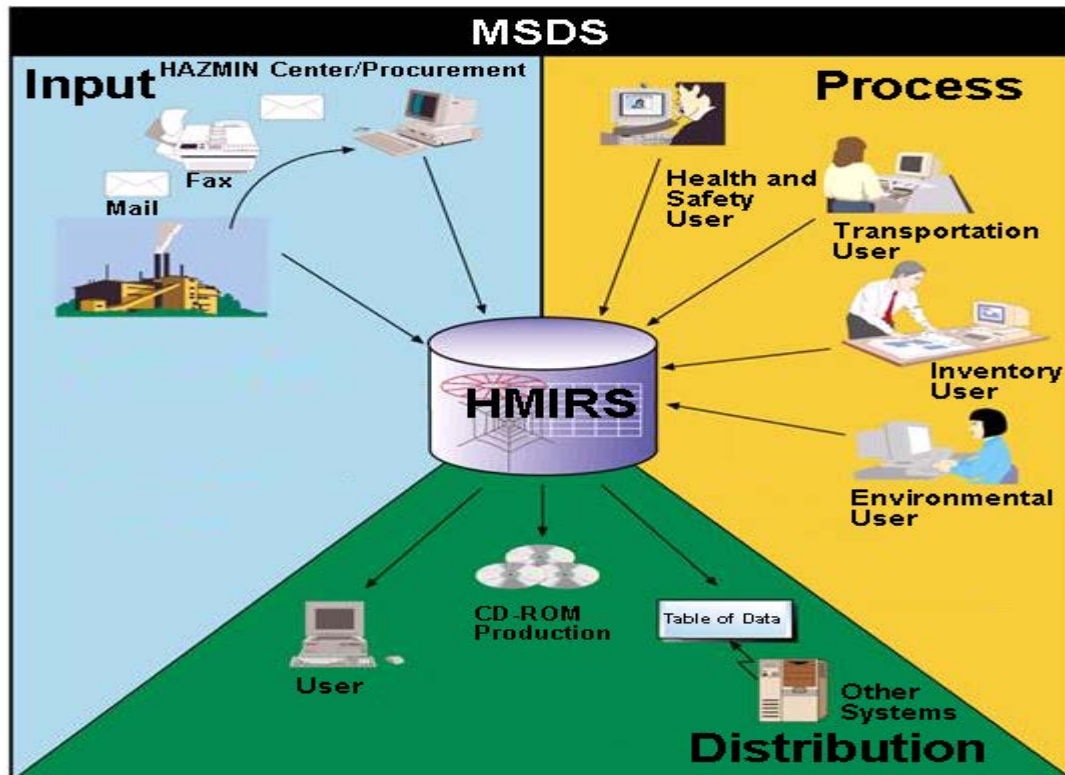 MSDS
Input
HAZMIN Center/Procurement
Fax
Mail
Process
Health and
Safety
User
Transportation
User
Inventory
User
Environmental
User
HMIRS
User
CD-ROM
Production
Table of Data
Other
Systems
Distribution